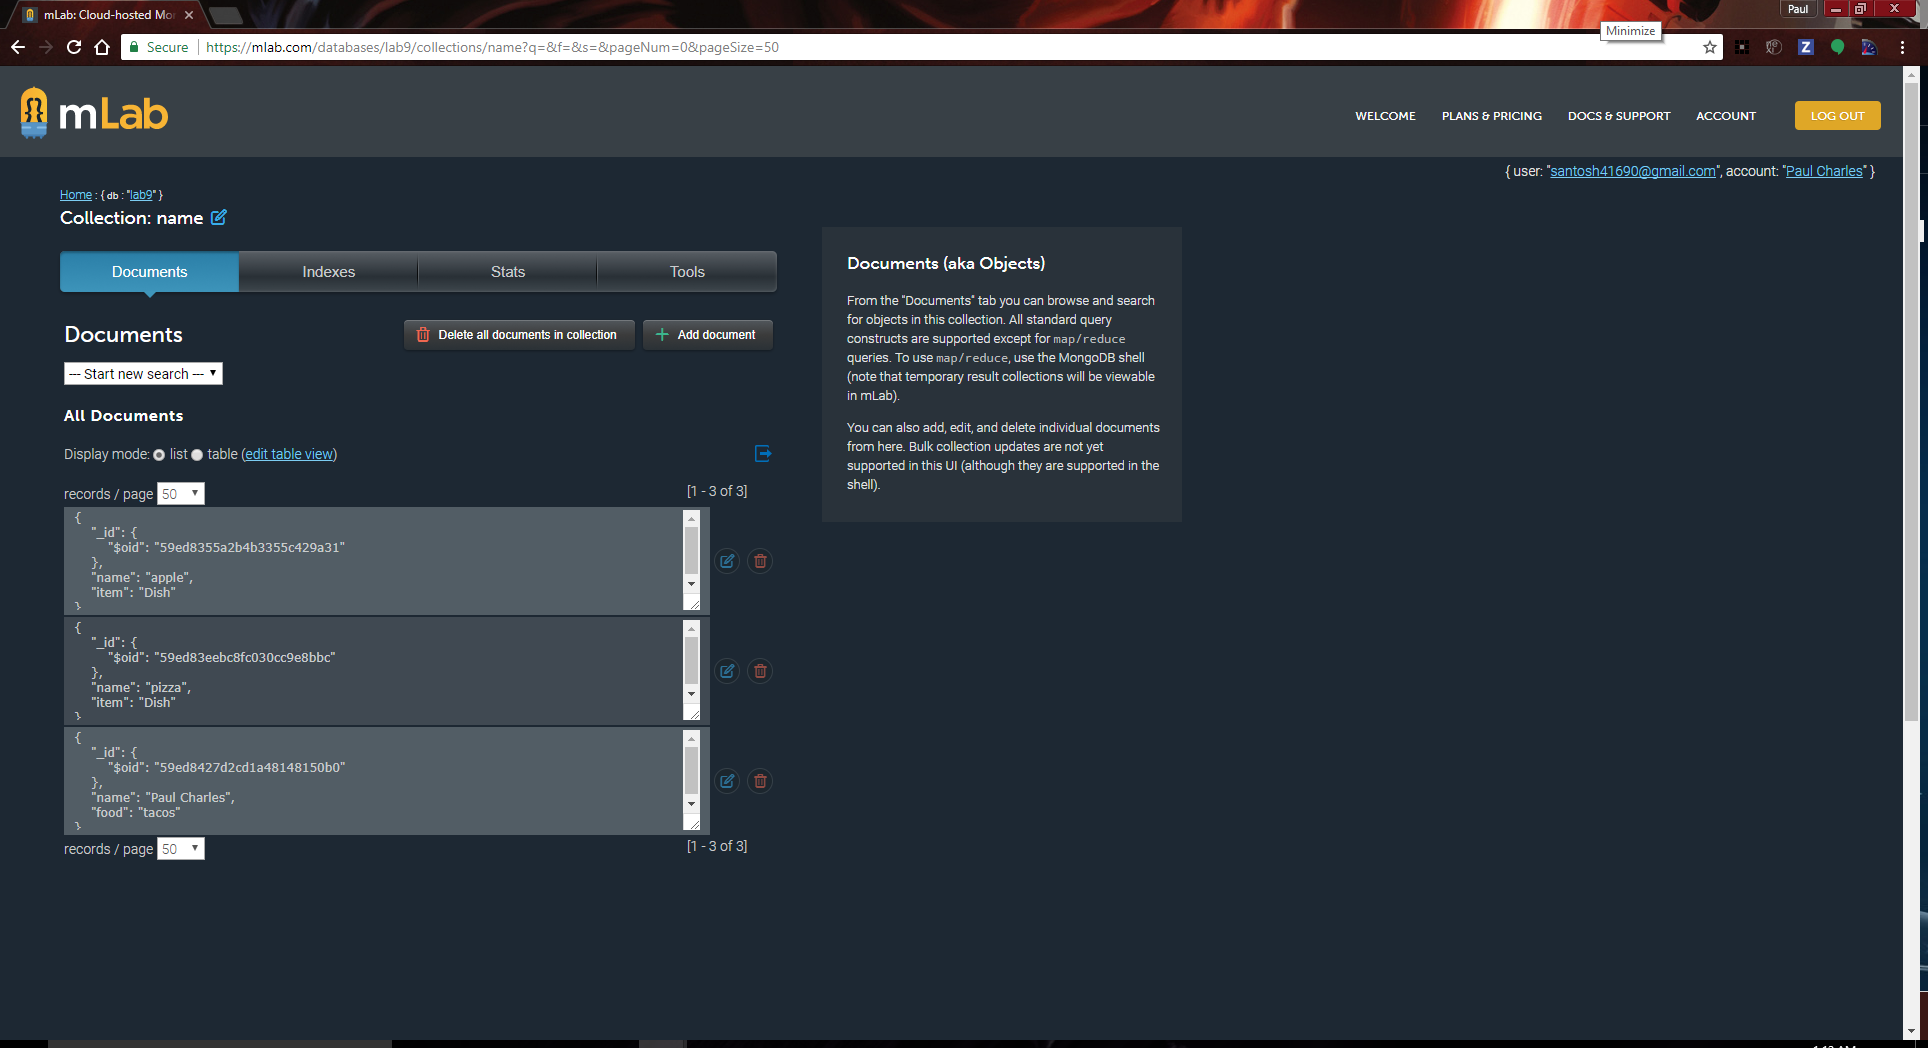 mLab: Cloud-hosted Mo
Paul
Minimize
Secure
https://mlab.com/databases/lab9/collections/name?q=&f=&s=&pageNum=0&pageSize=50
mLab
WELCOME
PLANS & PRICING
DOCS & SUPPORT
ACCOUNT
LOG OUT
{ user: "santosh41690@gmail.com", account: "Paul Charles" }
Home : { db : "lab9" }
Collection: name
Documents
Indexes
Stats
Tools
Documents
Delete all documents in collection
Add document
--- Start new search ---
All Documents
Display mode: list table (edit table view)
records / page 50
[1 - 3 of 3]
{
"_id": {
"$oid": "59ed8355a2b4b3355c429a31"
},
"name": "apple",
"item": "Dish"
}
{
"_id": {
"$oid": "59ed83eebc8fc030cc9e8bbc"
},
"name": "pizza",
"item": "Dish"
}
{
"_id": {
"$oid": "59ed8427d2cd1a48148150b0"
},
"name": "Paul Charles",
"food": "tacos"
}
records / page 50
[1 - 3 of 3]
Documents (aka Objects)
From the "Documents" tab you can browse and search
for objects in this collection. All standard query
constructs are supported except for map/reduce
queries. To use map/reduce, use the MongoDB shell
(note that temporary result collections will be viewable
in mLab).
You can also add, edit, and delete individual documents
from here. Bulk collection updates are not yet
supported in this UI (although they are supported in the
shell).